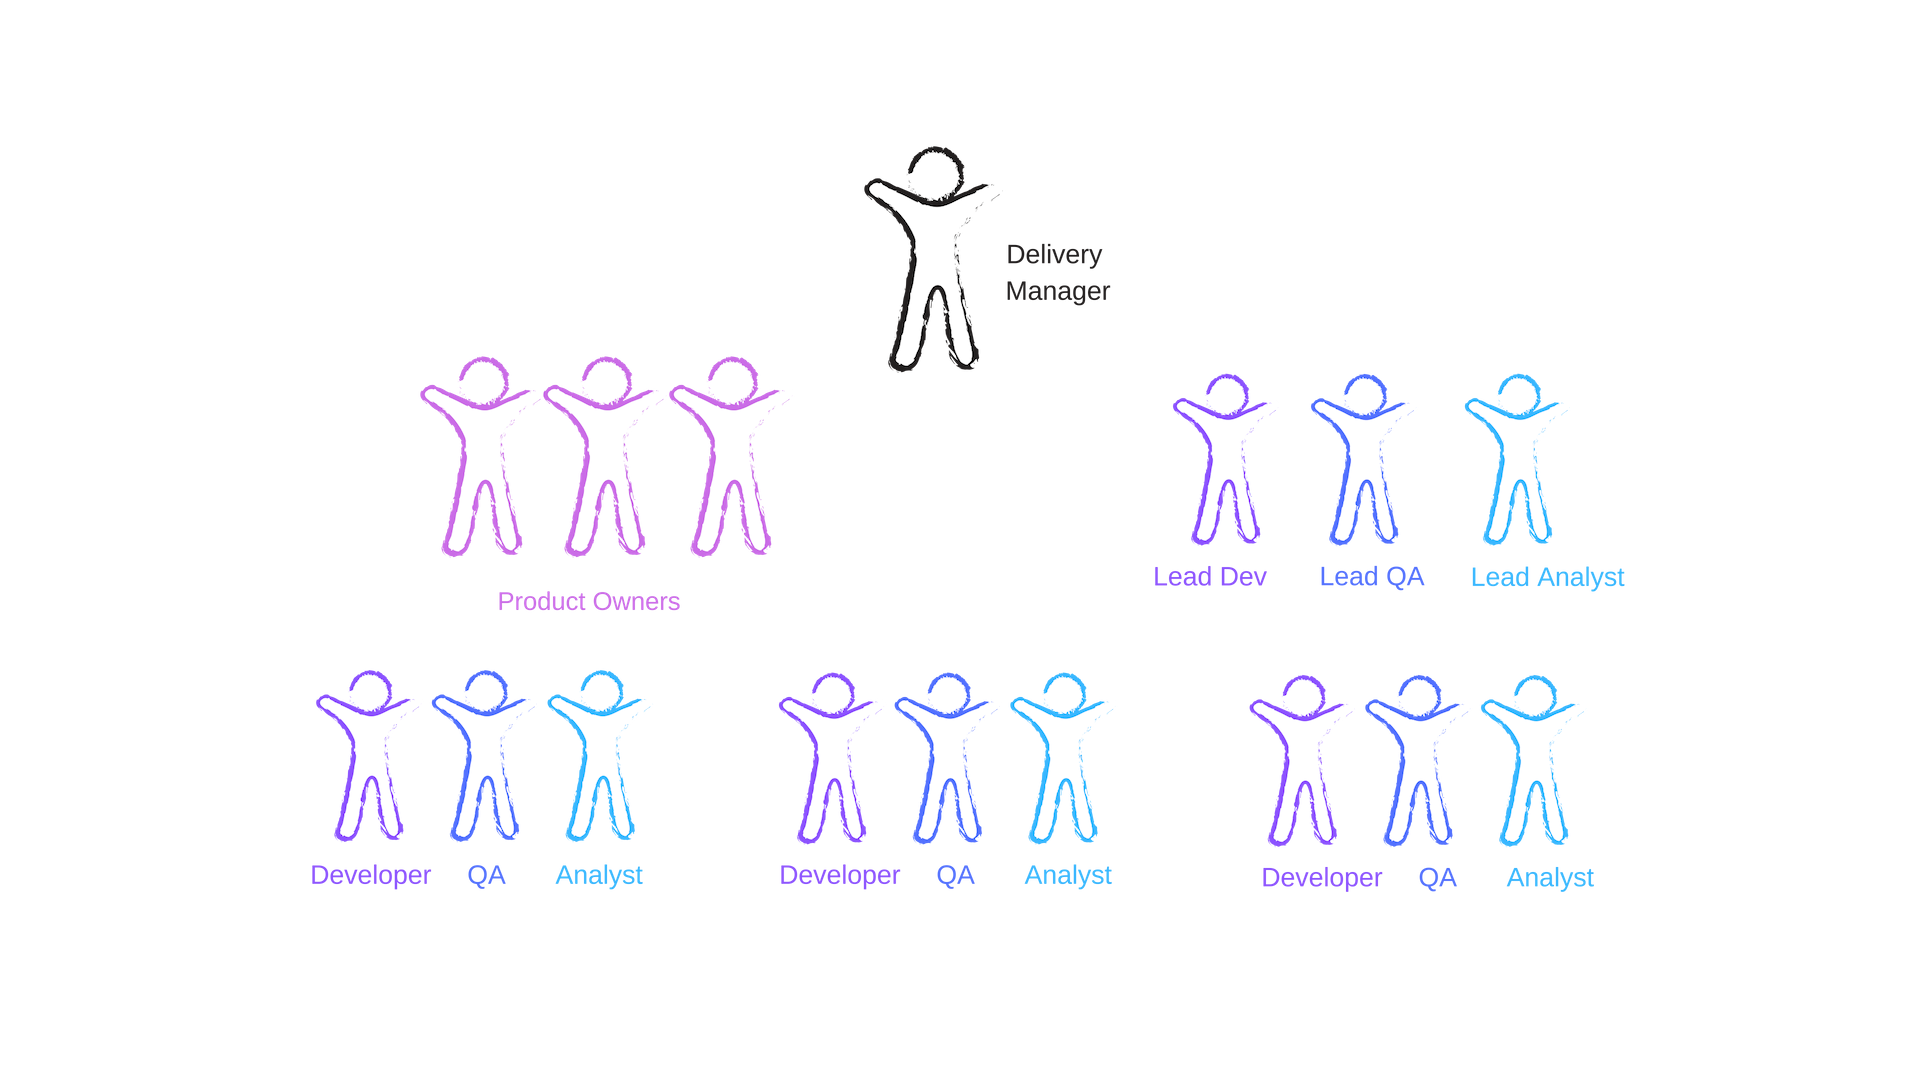 Delivery
Manager
Lead Dev
Lead QA
Lead Analyst
Product Owners
Developer
QA
Analyst
Developer
QA
Analyst
Developer
QA
Analyst